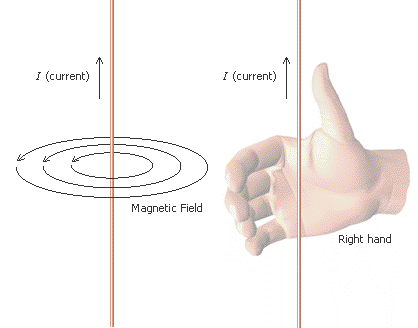 I (current)
I (current)
Magnetic Field
Right hand